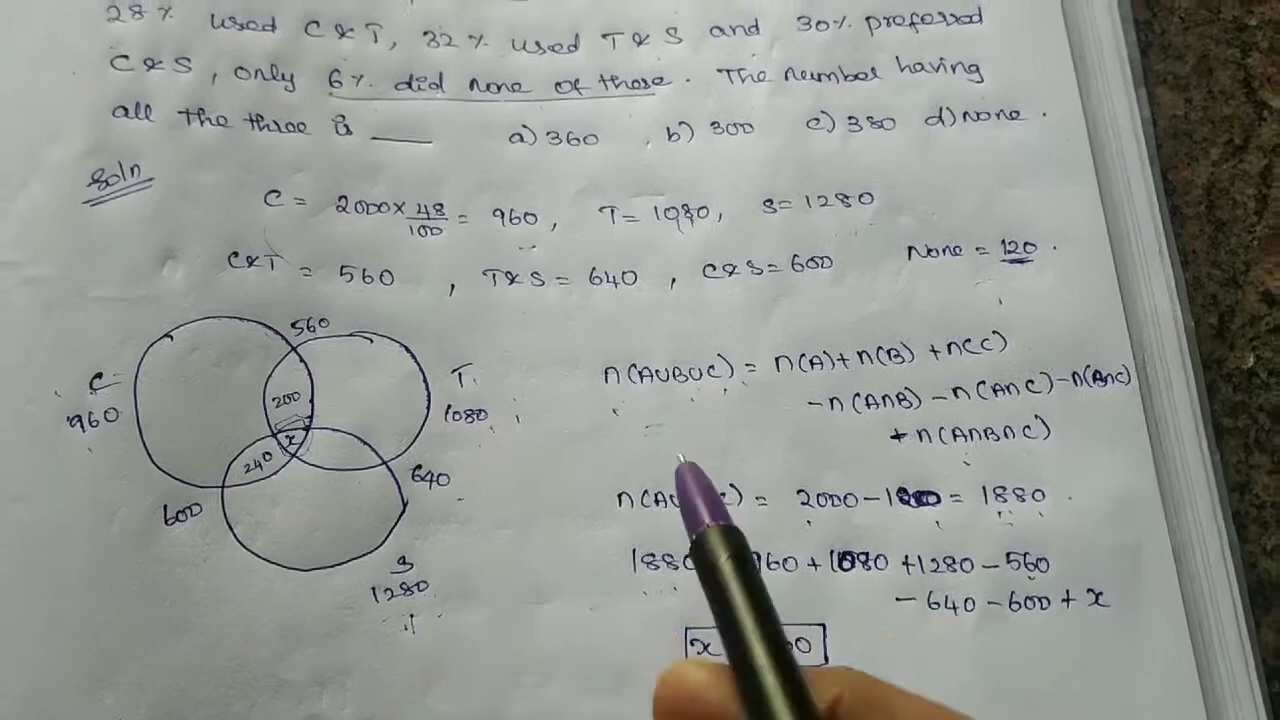 28% used C & T, 32% used T & S and 30% preferred
C & S, only 6% did none of these. The number having
all the three is ___ a) 360 , b) 300 c) 380 d) none.
Soln
C = 2000 × 48/100 = 960, T = 1080, S = 1280
C&T = 560, T&S = 640, C&S = 600 None = 120.
560
C
960
200
T.
1080
x
240
640
600
S
1280
n(AUBUC) = n(A) + n(B) + n(C)
- n(A∩B) - n(A∩C) - n(B∩C)
+ n(A∩B∩C)
= 2000 - 120 = 1880.
+ 1080 + 1280 - 560
- 640 - 600 + x
x